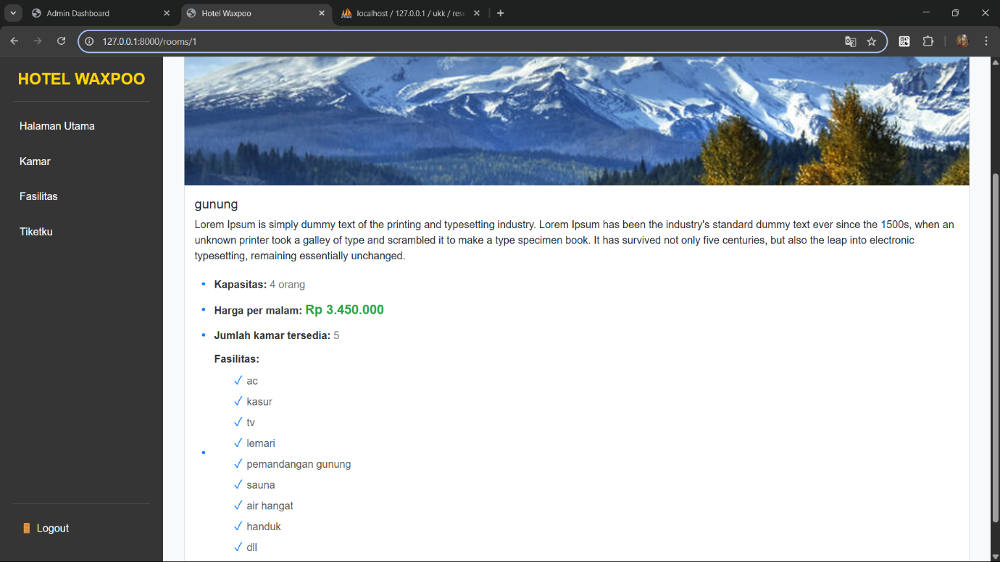 Admin Dashboard
Hotel Waxpoo
localhost / 127.0.0.1 / ukk / res
127.0.0.1:8000/rooms/1
HOTEL WAXPOO
Halaman Utama
Kamar
Fasilitas
Tiketku
Logout
gunung
Lorem Ipsum is simply dummy text of the printing and typesetting industry. Lorem Ipsum has been the industry's standard dummy text ever since the 1500s, when an
unknown printer took a galley of type and scrambled it to make a type specimen book. It has survived not only five centuries, but also the leap into electronic
typesetting, remaining essentially unchanged.
• Kapasitas: 4 orang
• Harga per malam: Rp 3.450.000
• Jumlah kamar tersedia: 5
• Fasilitas:
✓ ac
✓ kasur
✓ tv
✓ lemari
✓ pemandangan gunung
✓ sauna
✓ air hangat
✓ handuk
✓ dll